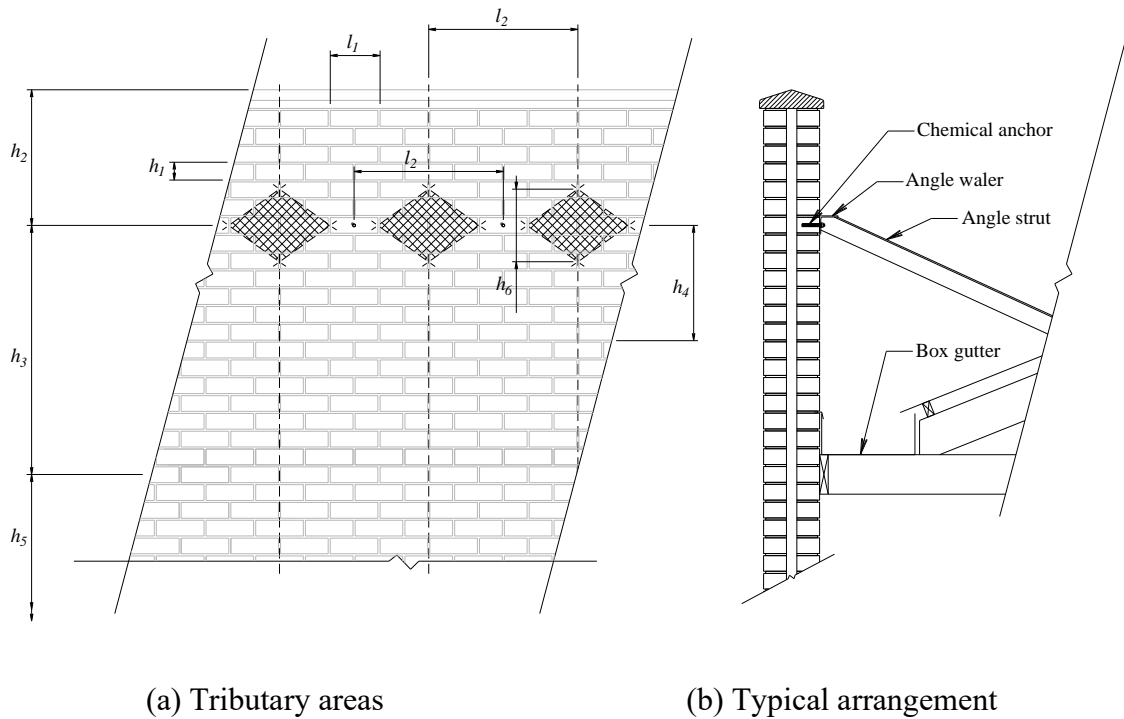 l2
l1
h2
h1
l2
h6
h4
h3
h5
Chemical anchor
Angle waler
Angle strut
Box gutter
(a) Tributary areas
(b) Typical arrangement